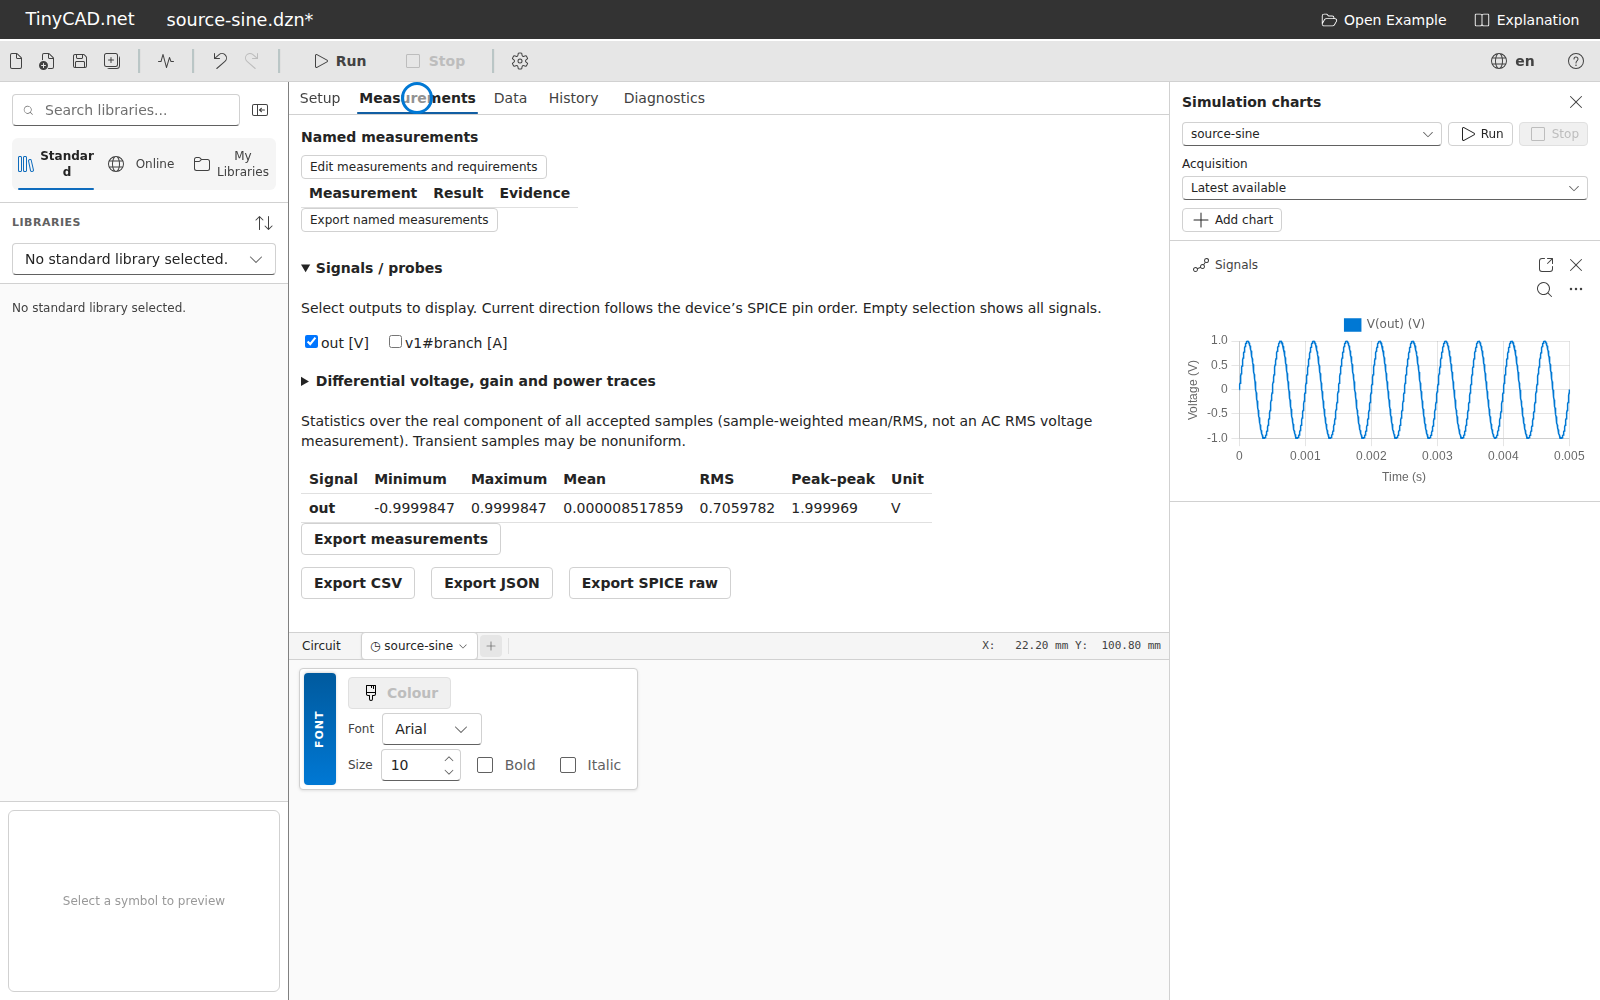 TinyCAD.net
source-sine.dzn*
Open Example
Explanation
Run
Stop
en
Search libraries...
Standar
d
Online
My
Libraries
LIBRARIES
No standard library selected.
No standard library selected.
Select a symbol to preview
Setup
Measurements
Data
History
Diagnostics
Named measurements
Edit measurements and requirements
Measurement Result Evidence
Export named measurements
Signals / probes
Select outputs to display. Current direction follows the device’s SPICE pin order. Empty selection shows all signals.
out [V]
v1#branch [A]
Differential voltage, gain and power traces
Statistics over the real component of all accepted samples (sample-weighted mean/RMS, not an AC RMS voltage
measurement). Transient samples may be nonuniform.
Signal Minimum Maximum Mean RMS Peak–peak Unit
out -0.9999847 0.9999847 0.000008517859 0.7059782 1.999969 V
Export measurements
Export CSV
Export JSON
Export SPICE raw
Circuit
source-sine
X: 22.20 mm Y: 100.80 mm
FONT
Colour
Font Arial
Size 10
Bold
Italic
Simulation charts
source-sine
Run
Stop
Acquisition
Latest available
Add chart
Signals
V(out) (V)
Voltage (V)
1.0
0.5
0
-0.5
-1.0
0 0.001 0.002 0.003 0.004 0.005
Time (s)